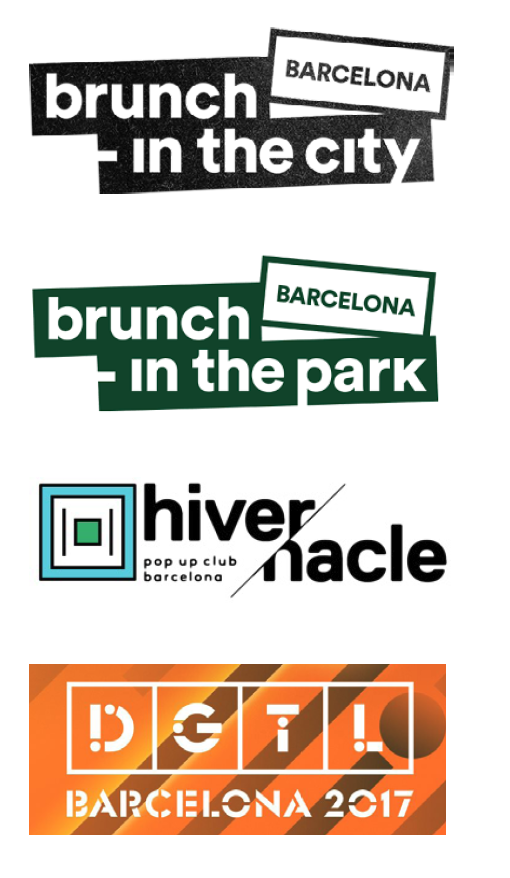 BARCELONA
brunch
- in the city
BARCELONA
brunch
- in the park
hiver
nacle
pop up club
barcelona
DGTL
BARCELONA 2017